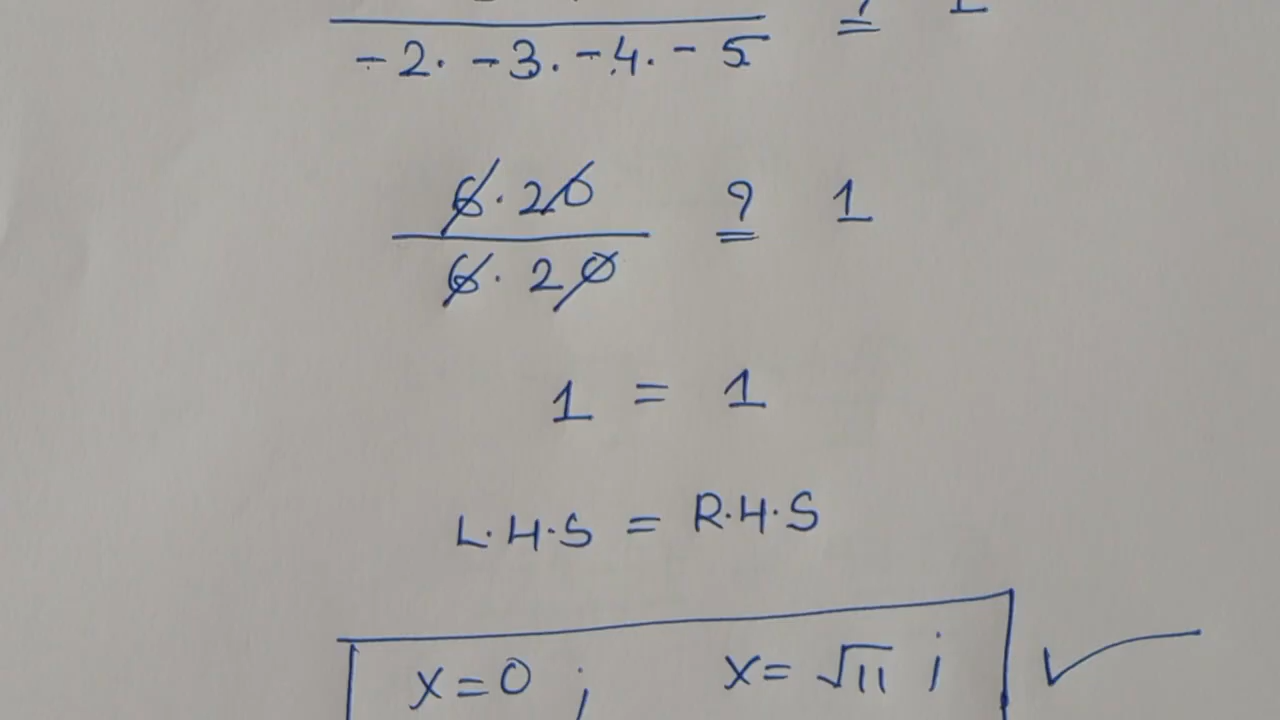 -2. -3. -4. -5 ?
6.20 ? 1
6.20
1 = 1
L.H.S = R.H.S
x=0 ; x= √11 i